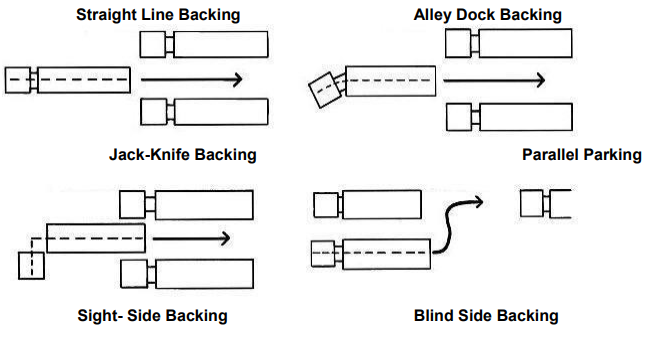 Straight Line Backing
Alley Dock Backing
Jack-Knife Backing
Parallel Parking
Sight- Side Backing
Blind Side Backing